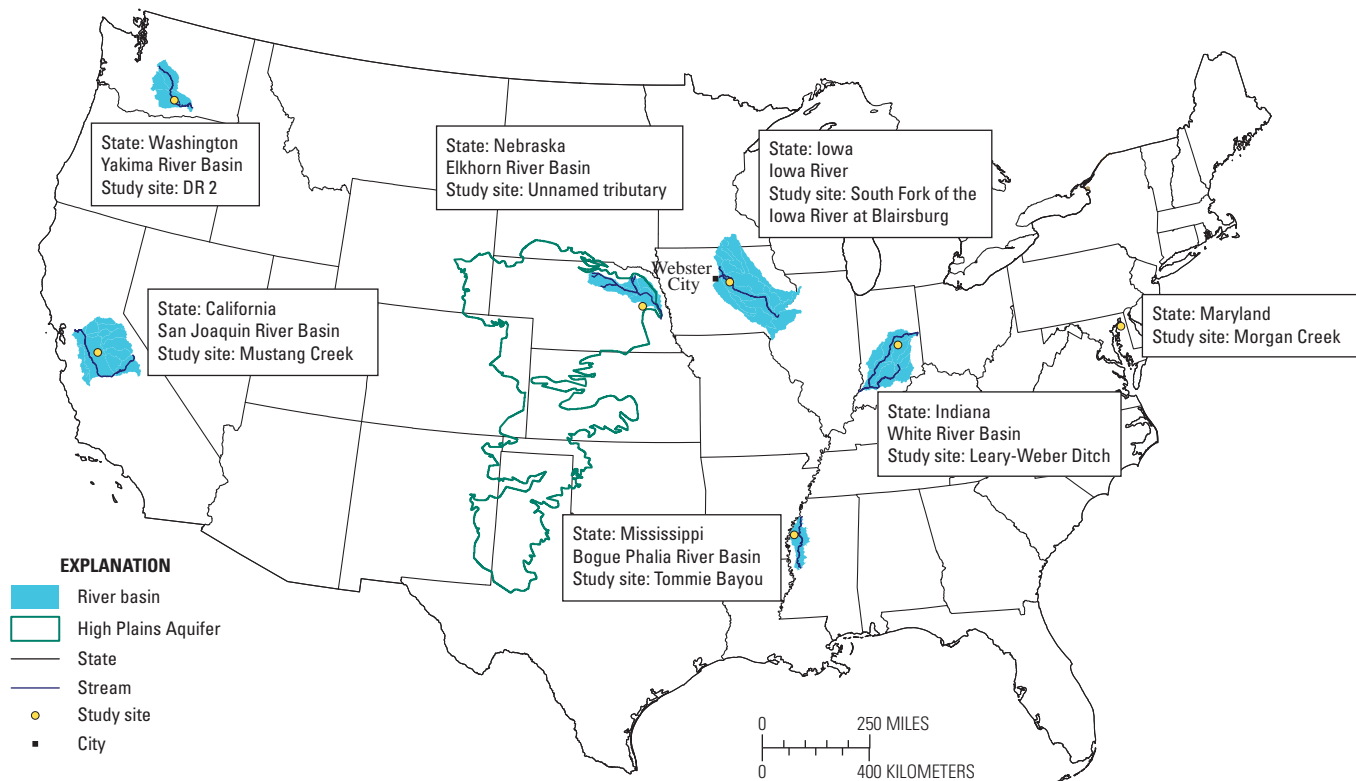 State: Washington
Yakima River Basin
Study site: DR 2
State: Nebraska
Elkhorn River Basin
Study site: Unnamed tributary
State: Iowa
Iowa River
Study site: South Fork of the
Iowa River at Blairsburg
Webster
City
State: California
San Joaquin River Basin
Study site: Mustang Creek
State: Maryland
Study site: Morgan Creek
State: Indiana
White River Basin
Study site: Leary-Weber Ditch
State: Mississippi
Bogue Phalia River Basin
Study site: Tommie Bayou
EXPLANATION
River basin
High Plains Aquifer
State
Stream
Study site
City
0 250 MILES
0 400 KILOMETERS